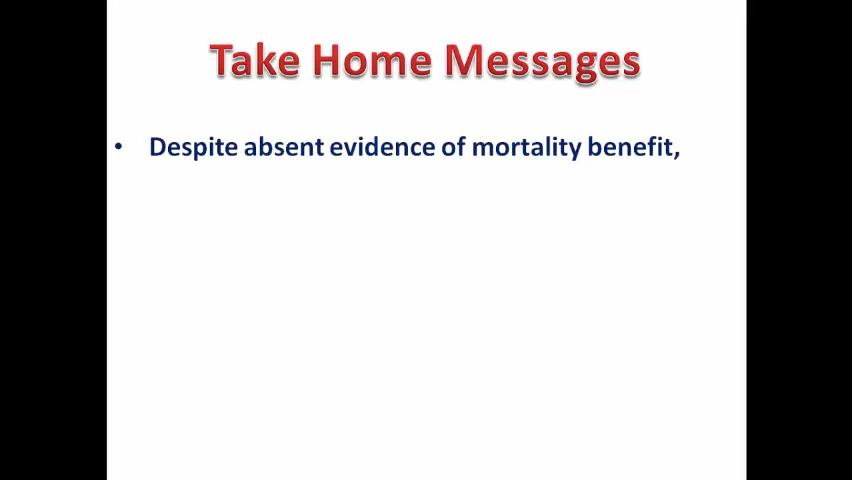 Take Home Messages
• Despite absent evidence of mortality benefit,